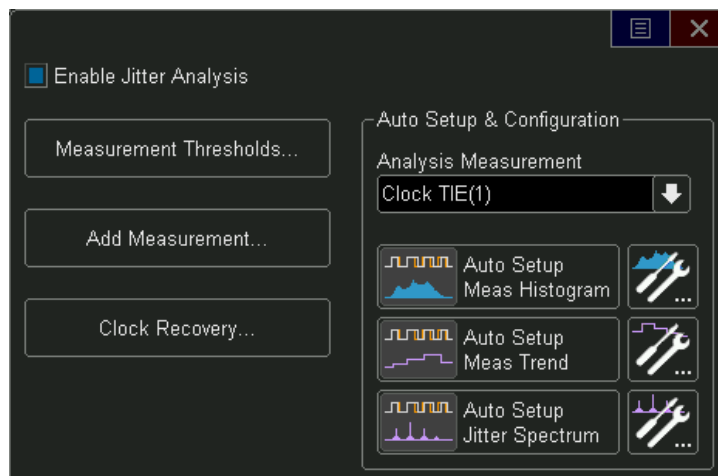 Enable Jitter Analysis
Measurement Thresholds...
Add Measurement...
Clock Recovery...
Auto Setup & Configuration
Analysis Measurement
Clock TIE(1)
Auto Setup
Meas Histogram
...
Auto Setup
Meas Trend
...
Auto Setup
Jitter Spectrum
...